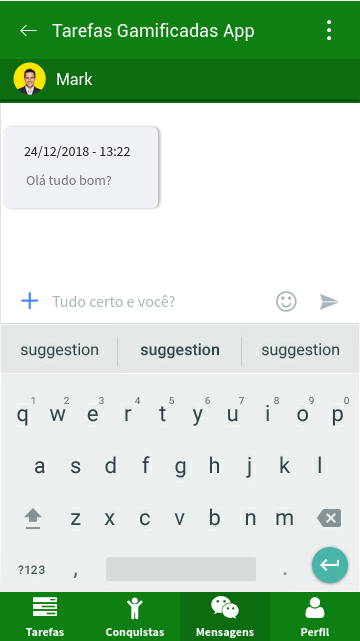 Tarefas Gamificadas App
Mark
24/12/2018 - 13:22
Olá tudo bom?
Tudo certo e você?
suggestion suggestion suggestion
1 2 3 4 5 6 7 8 9 0
q w e r t y u i o p
a s d f g h j k l
z x c v b n m
?123 , .
Tarefas Conquistas Mensagens Perfil